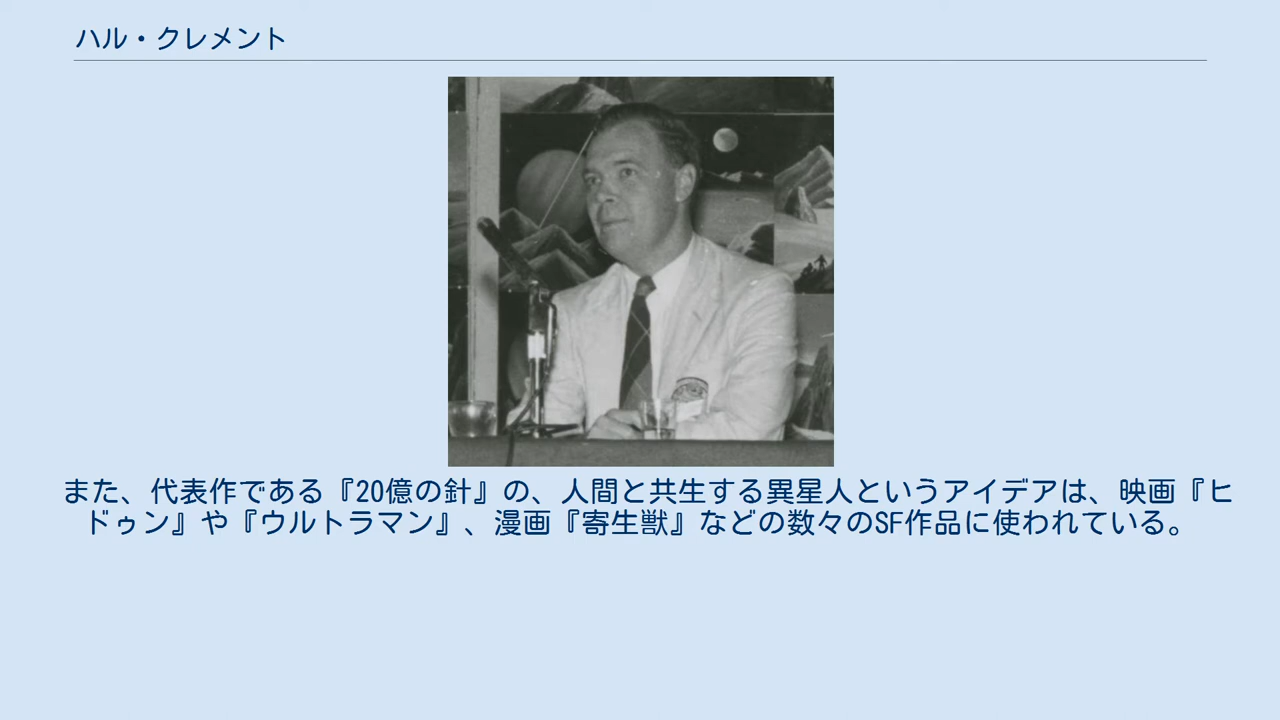 ハル・クレメント
また、代表作である『20億の針』の、人間と共生する異星人というアイデアは、映画『ヒ
ドゥン』や『ウルトラマン』、漫画『寄生獣』などの数々のSF作品に使われている。